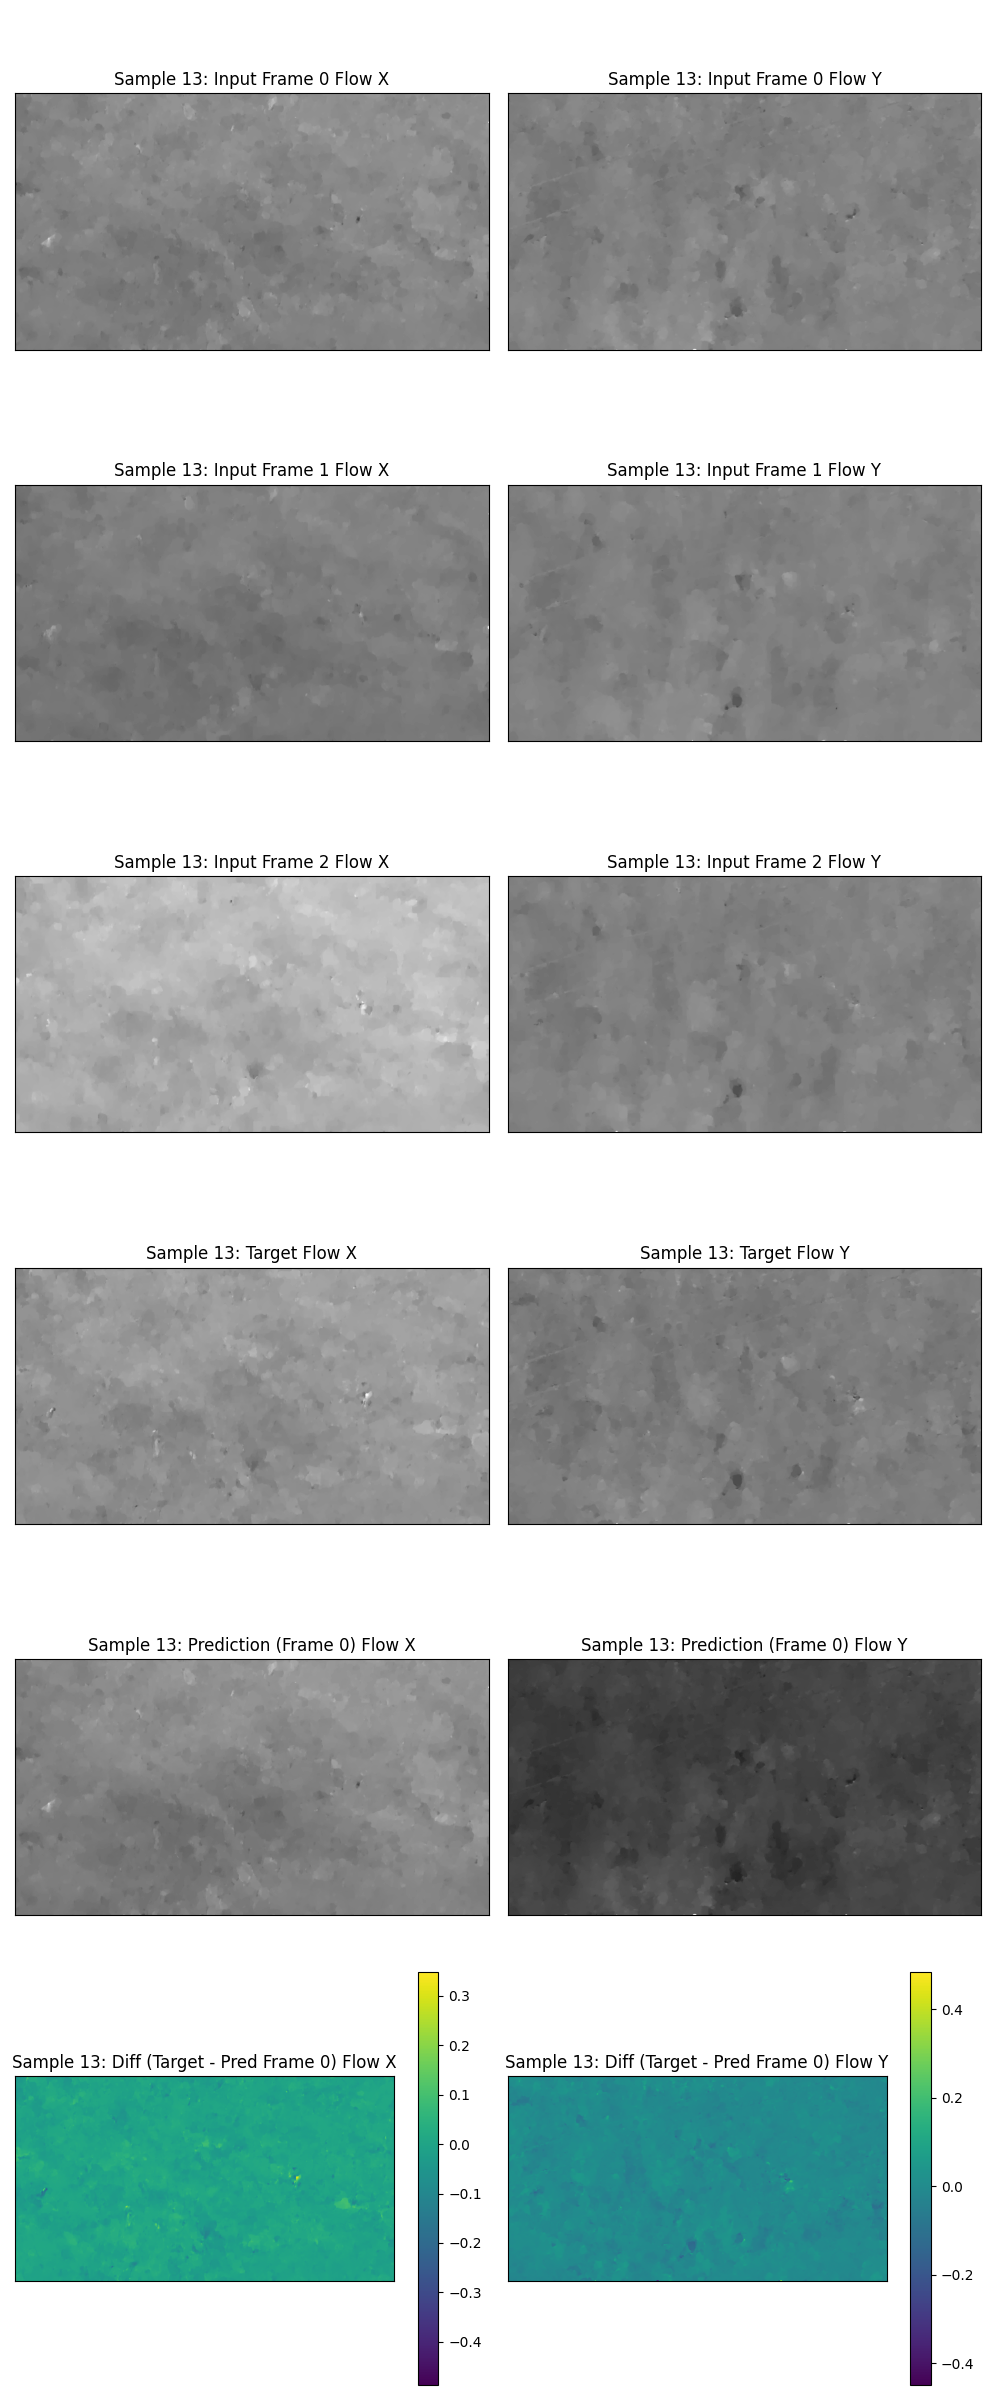 Sample 13: Input Frame 0 Flow X
Sample 13: Input Frame 0 Flow Y
Sample 13: Input Frame 1 Flow X
Sample 13: Input Frame 1 Flow Y
Sample 13: Input Frame 2 Flow X
Sample 13: Input Frame 2 Flow Y
Sample 13: Target Flow X
Sample 13: Target Flow Y
Sample 13: Prediction (Frame 0) Flow X
Sample 13: Prediction (Frame 0) Flow Y
Sample 13: Diff (Target - Pred Frame 0) Flow X
0.3
0.2
0.1
0.0
−0.1
−0.2
−0.3
−0.4
Sample 13: Diff (Target - Pred Frame 0) Flow Y
0.4
0.2
0.0
−0.2
−0.4